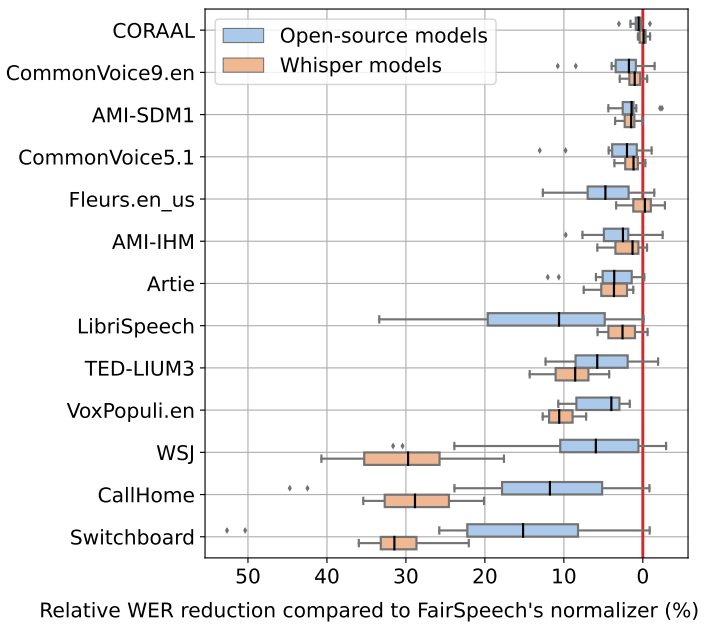 CORAAL
Open-source models
CommonVoice9.en
Whisper models
AMI-SDM1
CommonVoice5.1
Fleurs.en_us
AMI-IHM
Artie
LibriSpeech
TED-LIUM3
VoxPopuli.en
WSJ
CallHome
Switchboard
50 40 30 20 10 0
Relative WER reduction compared to FairSpeech's normalizer (%)